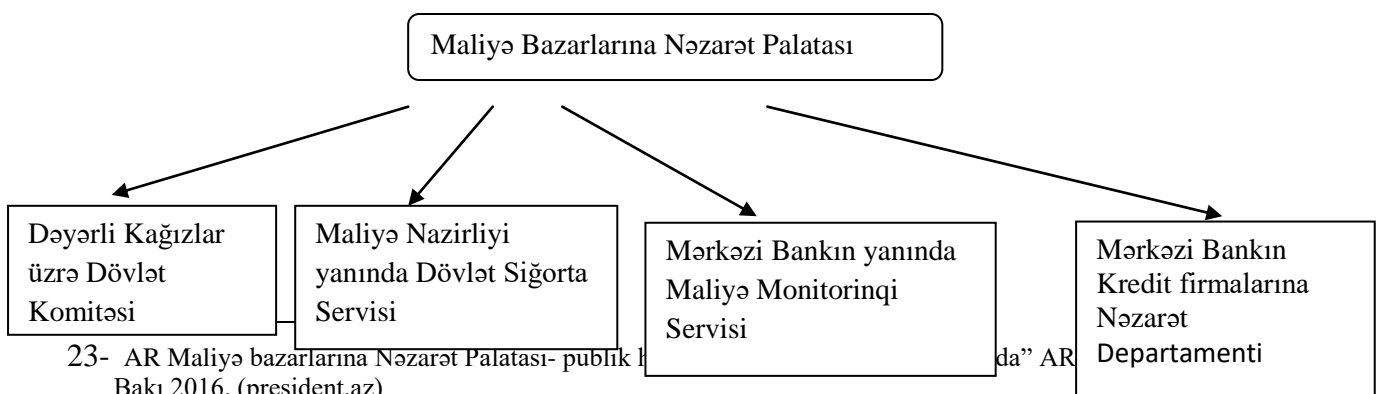 Maliyə Bazarlarına Nəzarət Palatası
Dəyərli Kağızlar
üzrə Dövlət
Komitəsi
Maliyə Nazirliyi
yanında Dövlət Siğorta
Servisi
Mərkəzi Bankın yanında
Maliyə Monitorinqi
Servisi
Mərkəzi Bankın
Kredit firmalarına
Nəzarət
Departamenti
23- AR Maliyə bazarlarına Nəzarət Palatası- publik da” AR
Bakı 2016. (president.az)